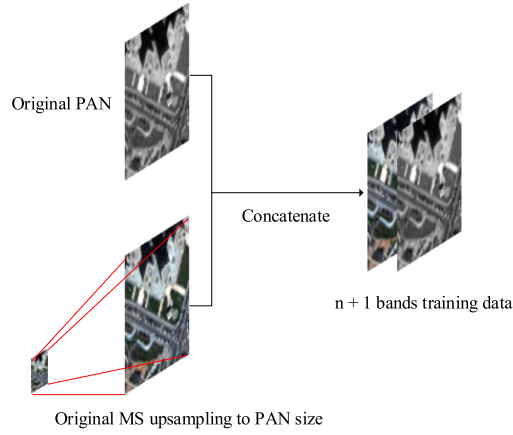 Original PAN
Concatenate
n + 1 bands training data
Original MS upsampling to PAN size